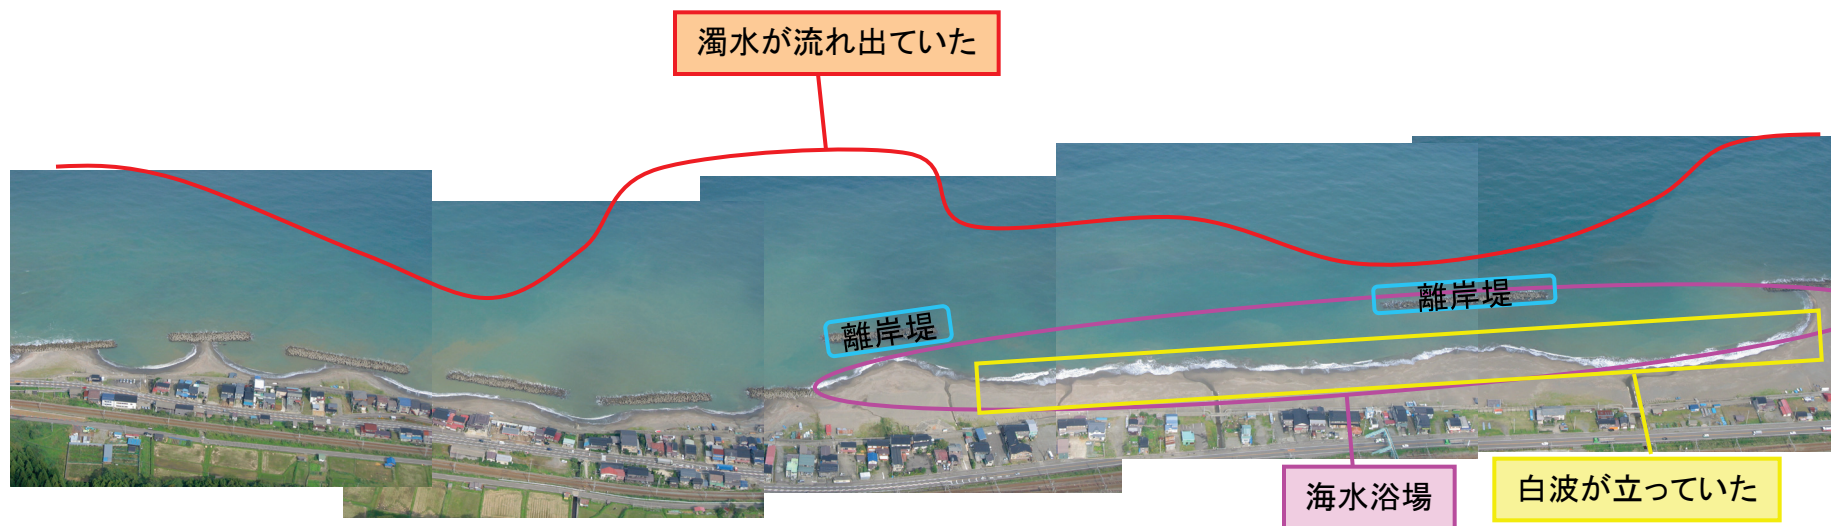 濁水が流れ出ていた
離岸堤
離岸堤
海水浴場
白波が立っていた